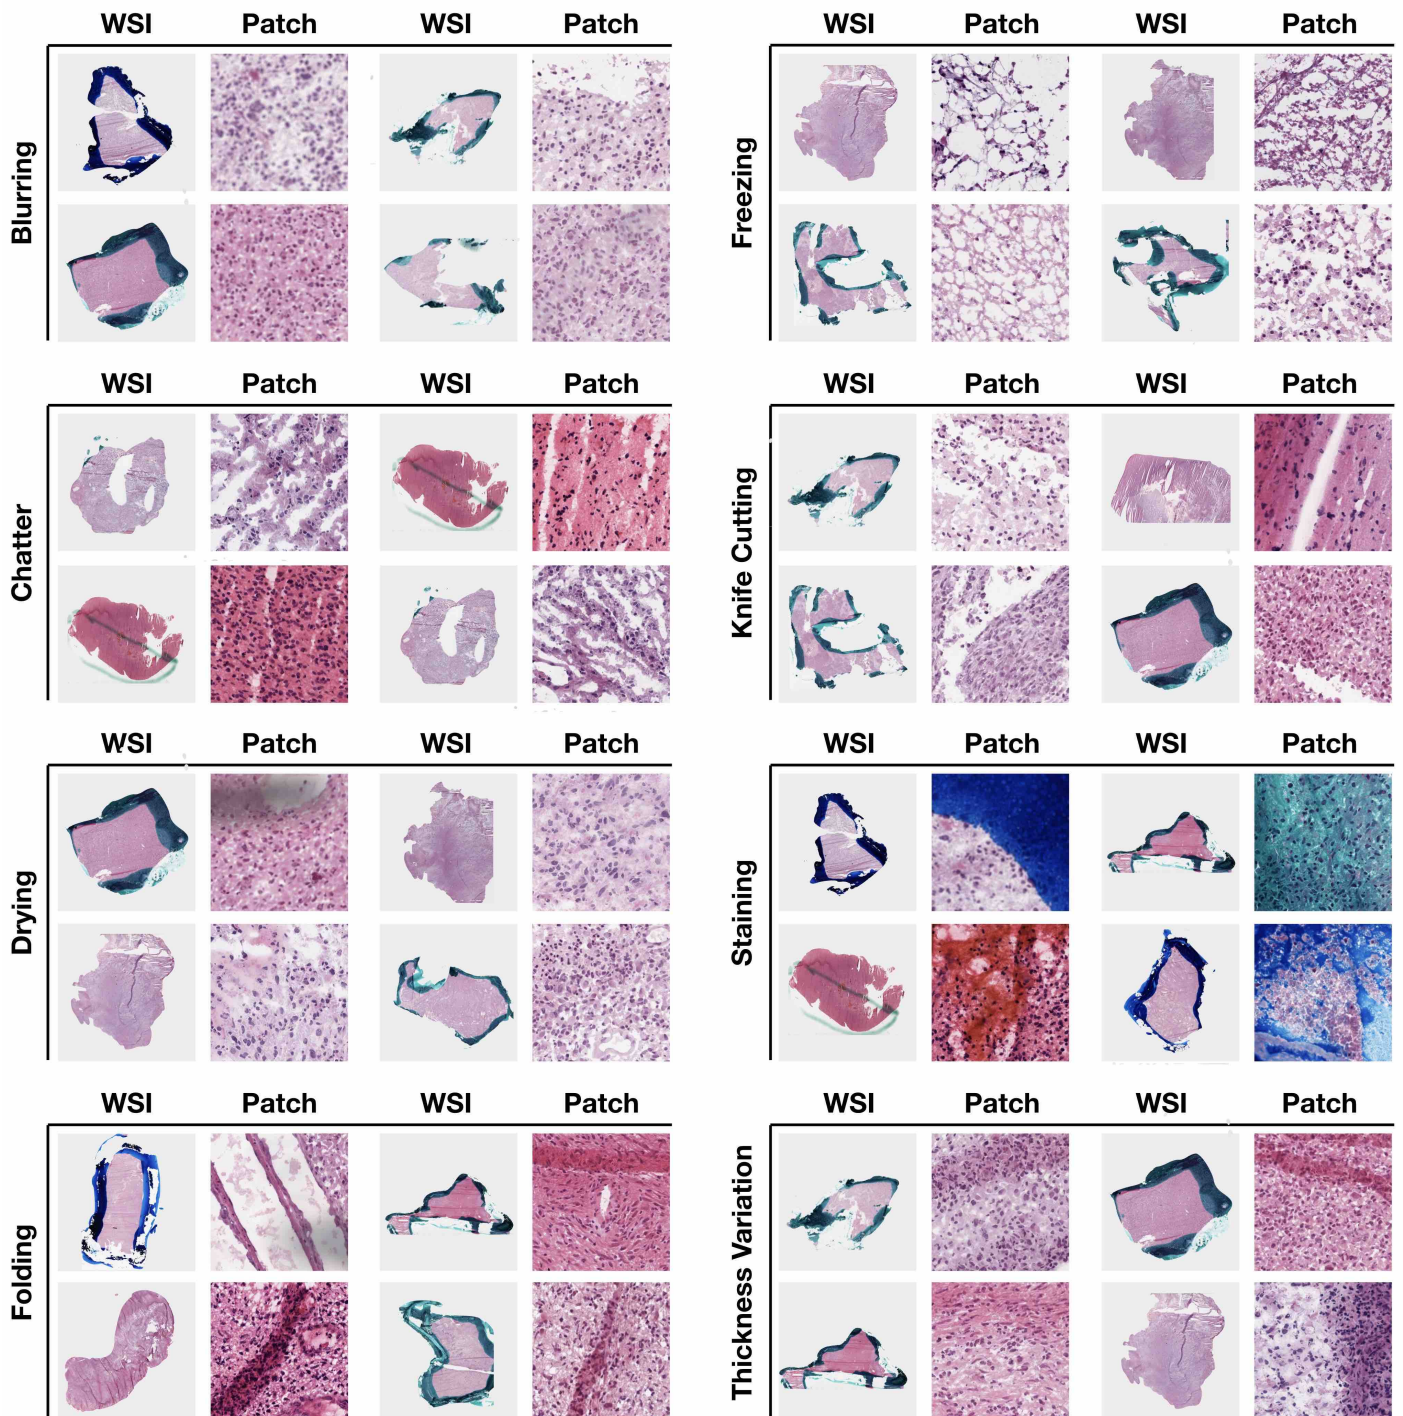 WSI Patch WSI Patch
Blurring
WSI Patch WSI Patch
Freezing
WSI Patch WSI Patch
Chatter
WSI Patch WSI Patch
Knife Cutting
WSI Patch WSI Patch
Drying
WSI Patch WSI Patch
Staining
WSI Patch WSI Patch
Folding
WSI Patch WSI Patch
Thickness Variation